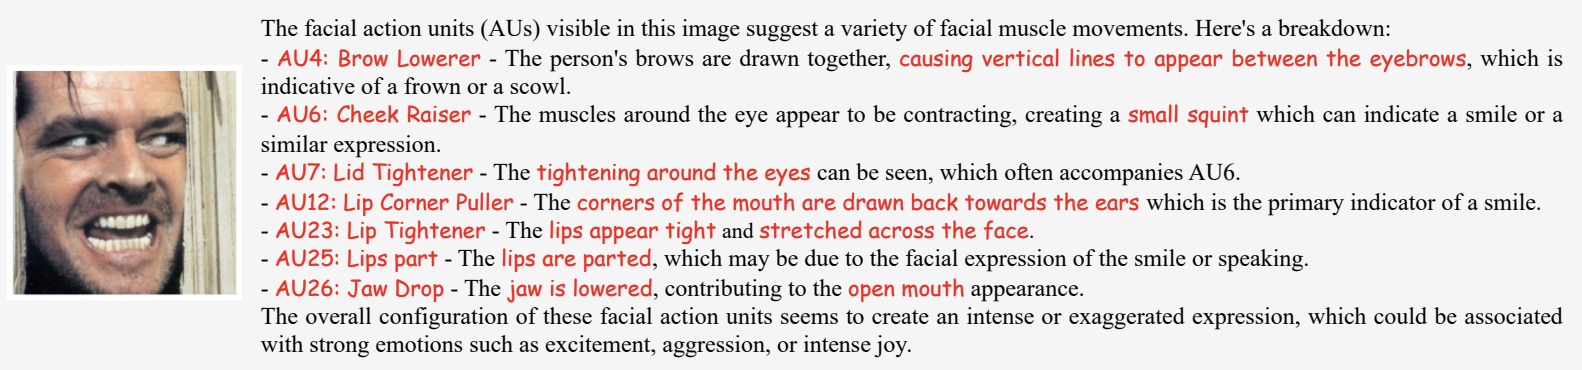 The facial action units (AUs) visible in this image suggest a variety of facial muscle movements. Here's a breakdown:
- AU4: Brow Lowerer - The person's brows are drawn together, causing vertical lines to appear between the eyebrows, which is
indicative of a frown or a scowl.
- AU6: Cheek Raiser - The muscles around the eye appear to be contracting, creating a small squint which can indicate a smile or a
similar expression.
- AU7: Lid Tightener - The tightening around the eyes can be seen, which often accompanies AU6.
- AU12: Lip Corner Puller - The corners of the mouth are drawn back towards the ears which is the primary indicator of a smile.
- AU23: Lip Tightener - The lips appear tight and stretched across the face.
- AU25: Lips part - The lips are parted, which may be due to the facial expression of the smile or speaking.
- AU26: Jaw Drop - The jaw is lowered, contributing to the open mouth appearance.
The overall configuration of these facial action units seems to create an intense or exaggerated expression, which could be associated
with strong emotions such as excitement, aggression, or intense joy.